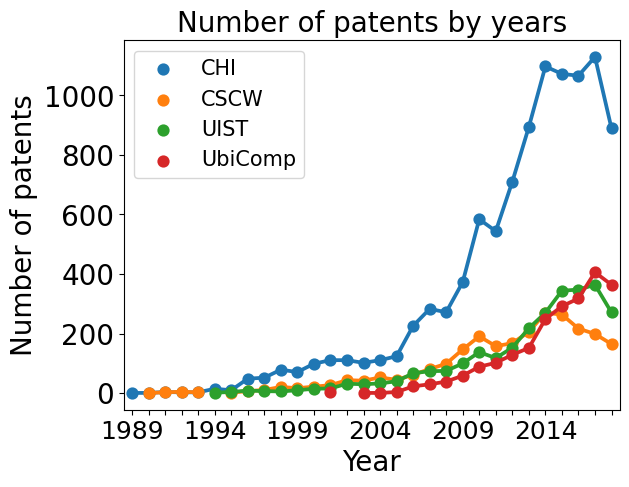 Number of patents by years
CHI
CSCW
UIST
UbiComp
Number of patents
1000
800
600
400
200
0
1989 1994 1999 2004 2009 2014
Year